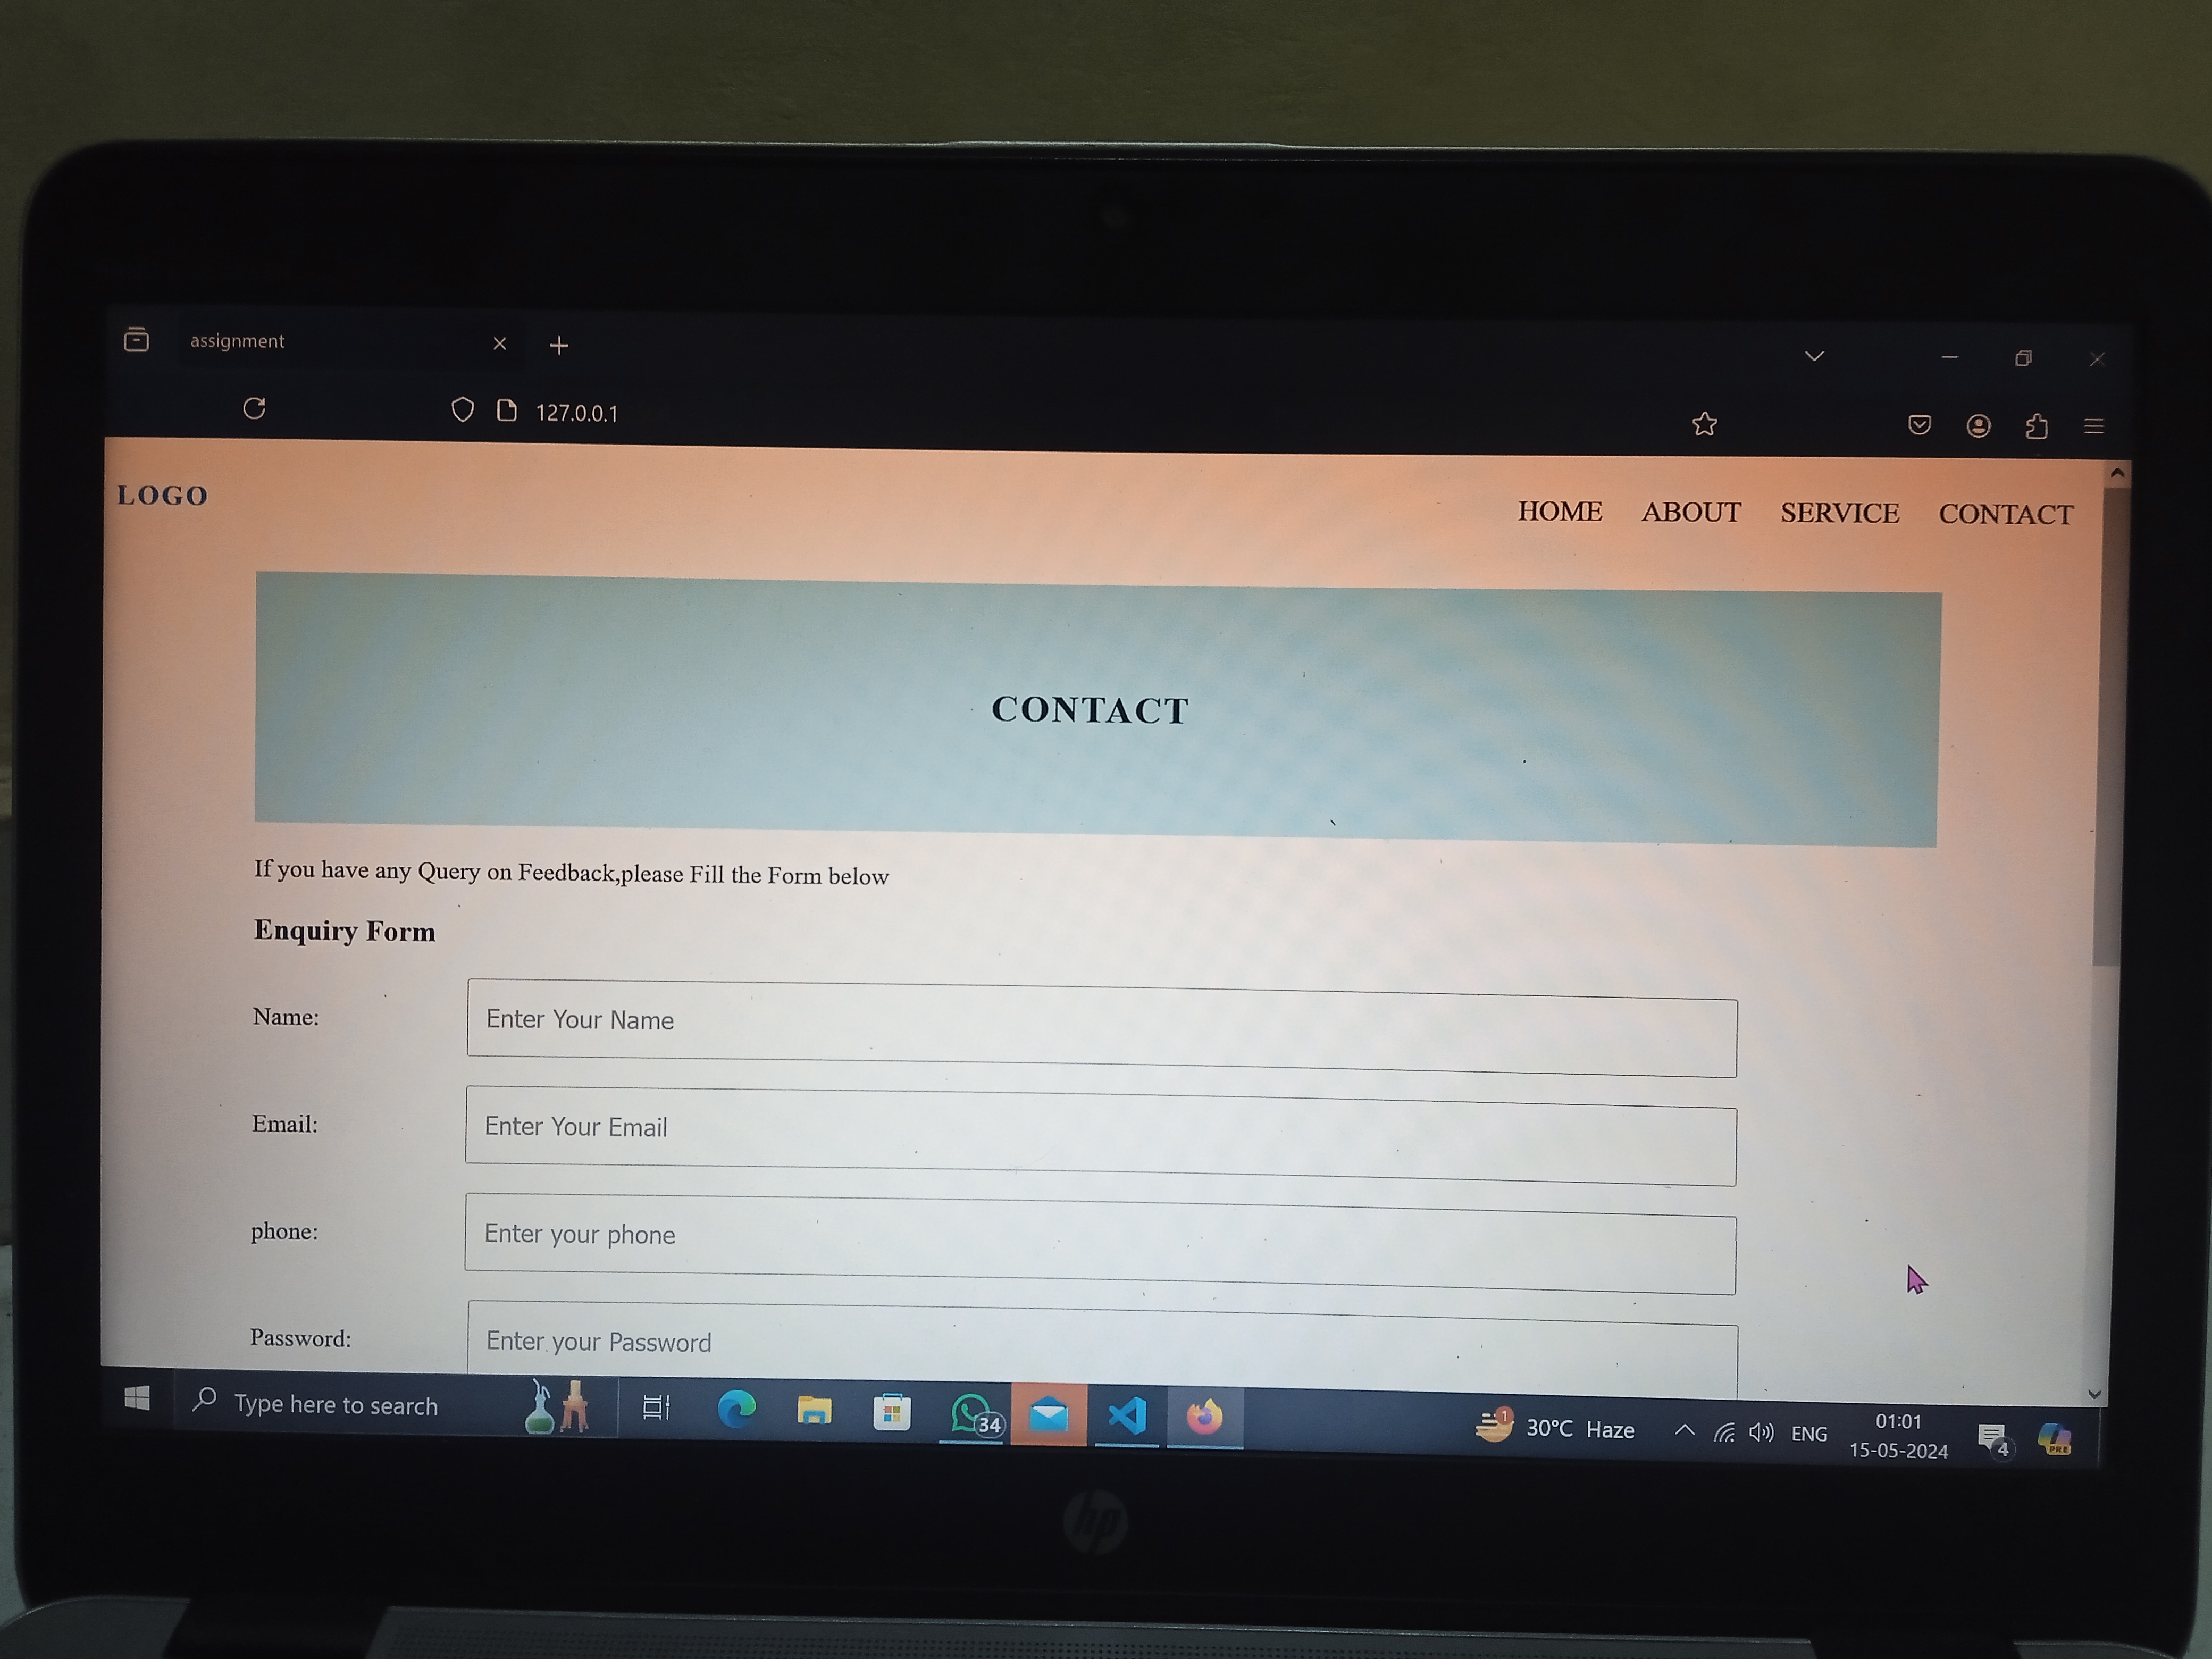 assignment
127.0.0.1
LOGO
HOME ABOUT SERVICE CONTACT
CONTACT
If you have any Query on Feedback,please Fill the Form below
Enquiry Form
Name: Enter Your Name
Email: Enter Your Email
phone: Enter your phone
Password: Enter your Password
Type here to search
34
1
30°C Haze
ENG
01:01
15-05-2024
4
PRE
hp